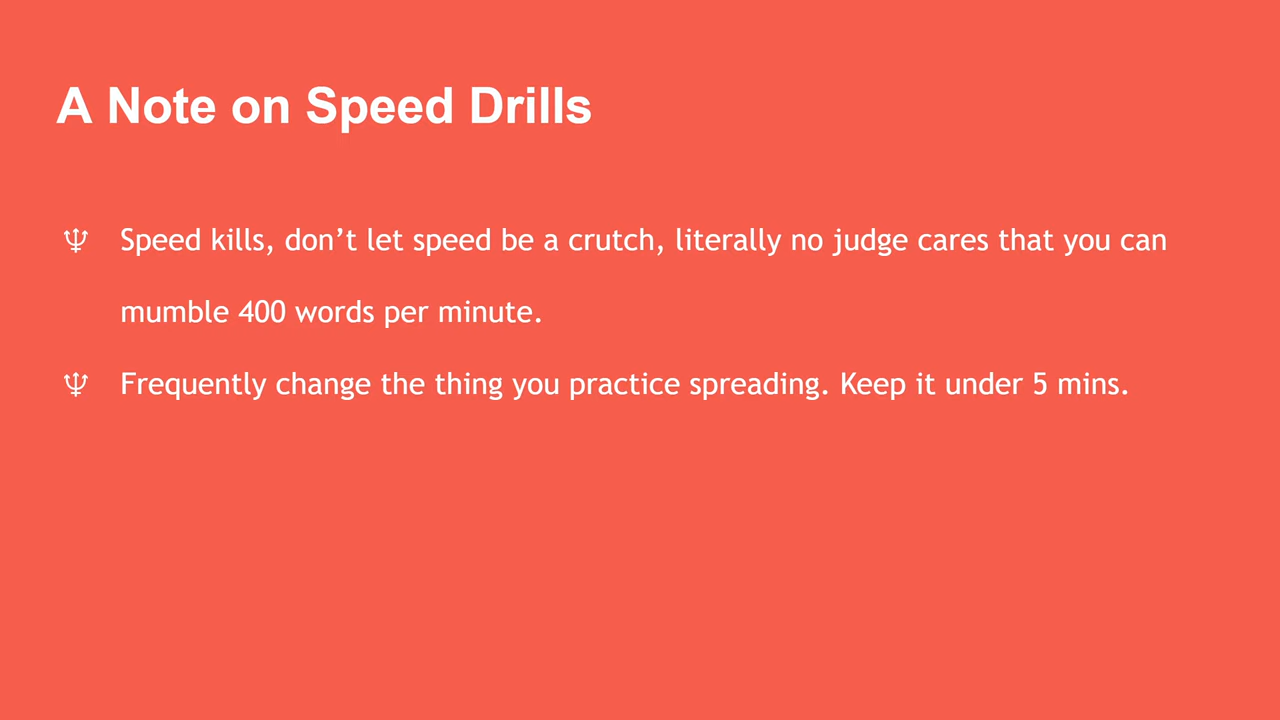 A Note on Speed Drills
♆ Speed kills, don’t let speed be a crutch, literally no judge cares that you can
mumble 400 words per minute.
♆ Frequently change the thing you practice spreading. Keep it under 5 mins.